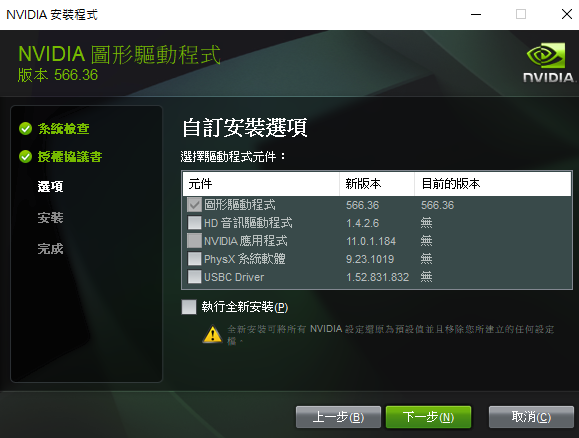 NVIDIA 安裝程式
NVIDIA 圖形驅動程式
版本 566.36
NVIDIA.
系統檢查
授權協議書
選項
安裝
完成
自訂安裝選項
選擇驅動程式元件：
元件 新版本 目前的版本
圖形驅動程式 566.36 566.36
HD 音訊驅動程式 1.4.2.6 無
NVIDIA 應用程式 11.0.1.184 無
PhysX 系統軟體 9.23.1019 無
USBC Driver 1.52.831.832 無
執行全新安裝(P)
全新安裝可將所有 NVIDIA 設定還原為預設值並且移除您所建立的任何設定
檔。
上一步(B) 下一步(N) 取消(C)